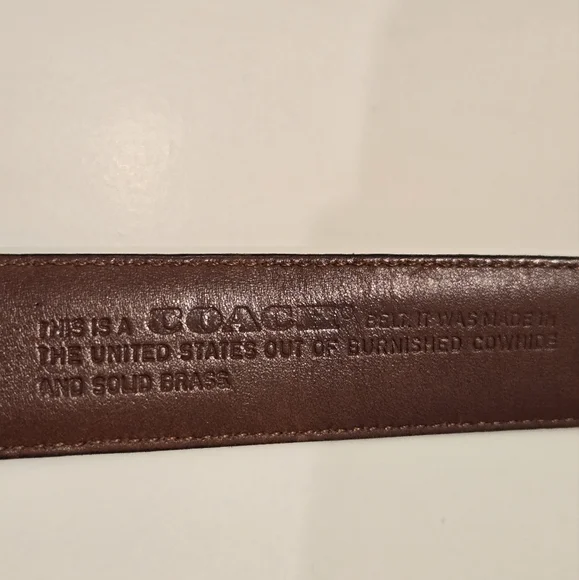 THIS IS A COACH® BELT. IT WAS MADE IN
THE UNITED STATES OUT OF BURNISHED COWHIDE
AND SOLID BRASS.